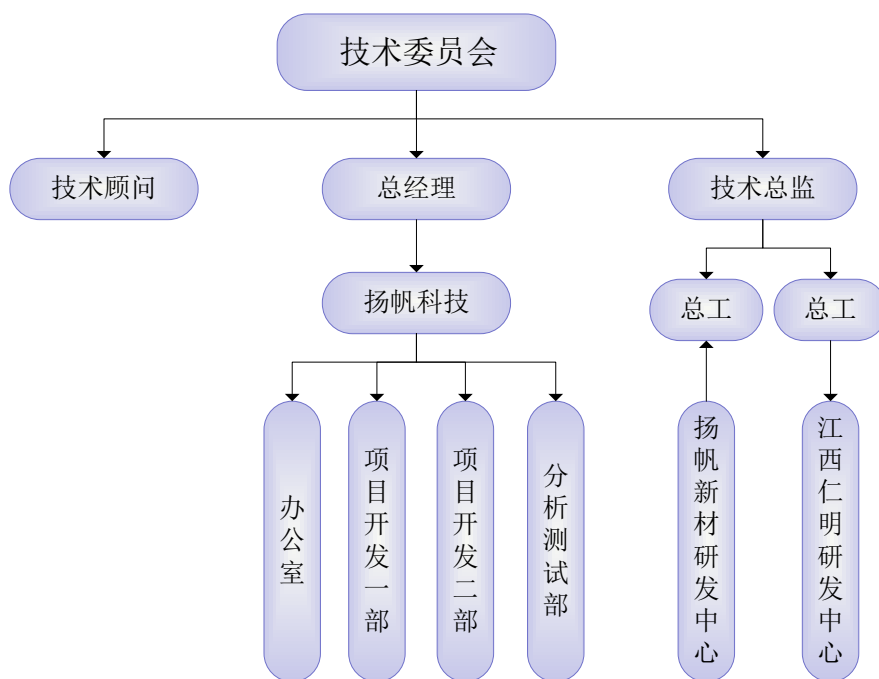 技术委员会
技术顾问
总经理
技术总监
扬帆科技
总工
总工
办公室
项目开发一部
项目开发二部
分析测试部
扬帆新材研发中心
江西仁明研发中心